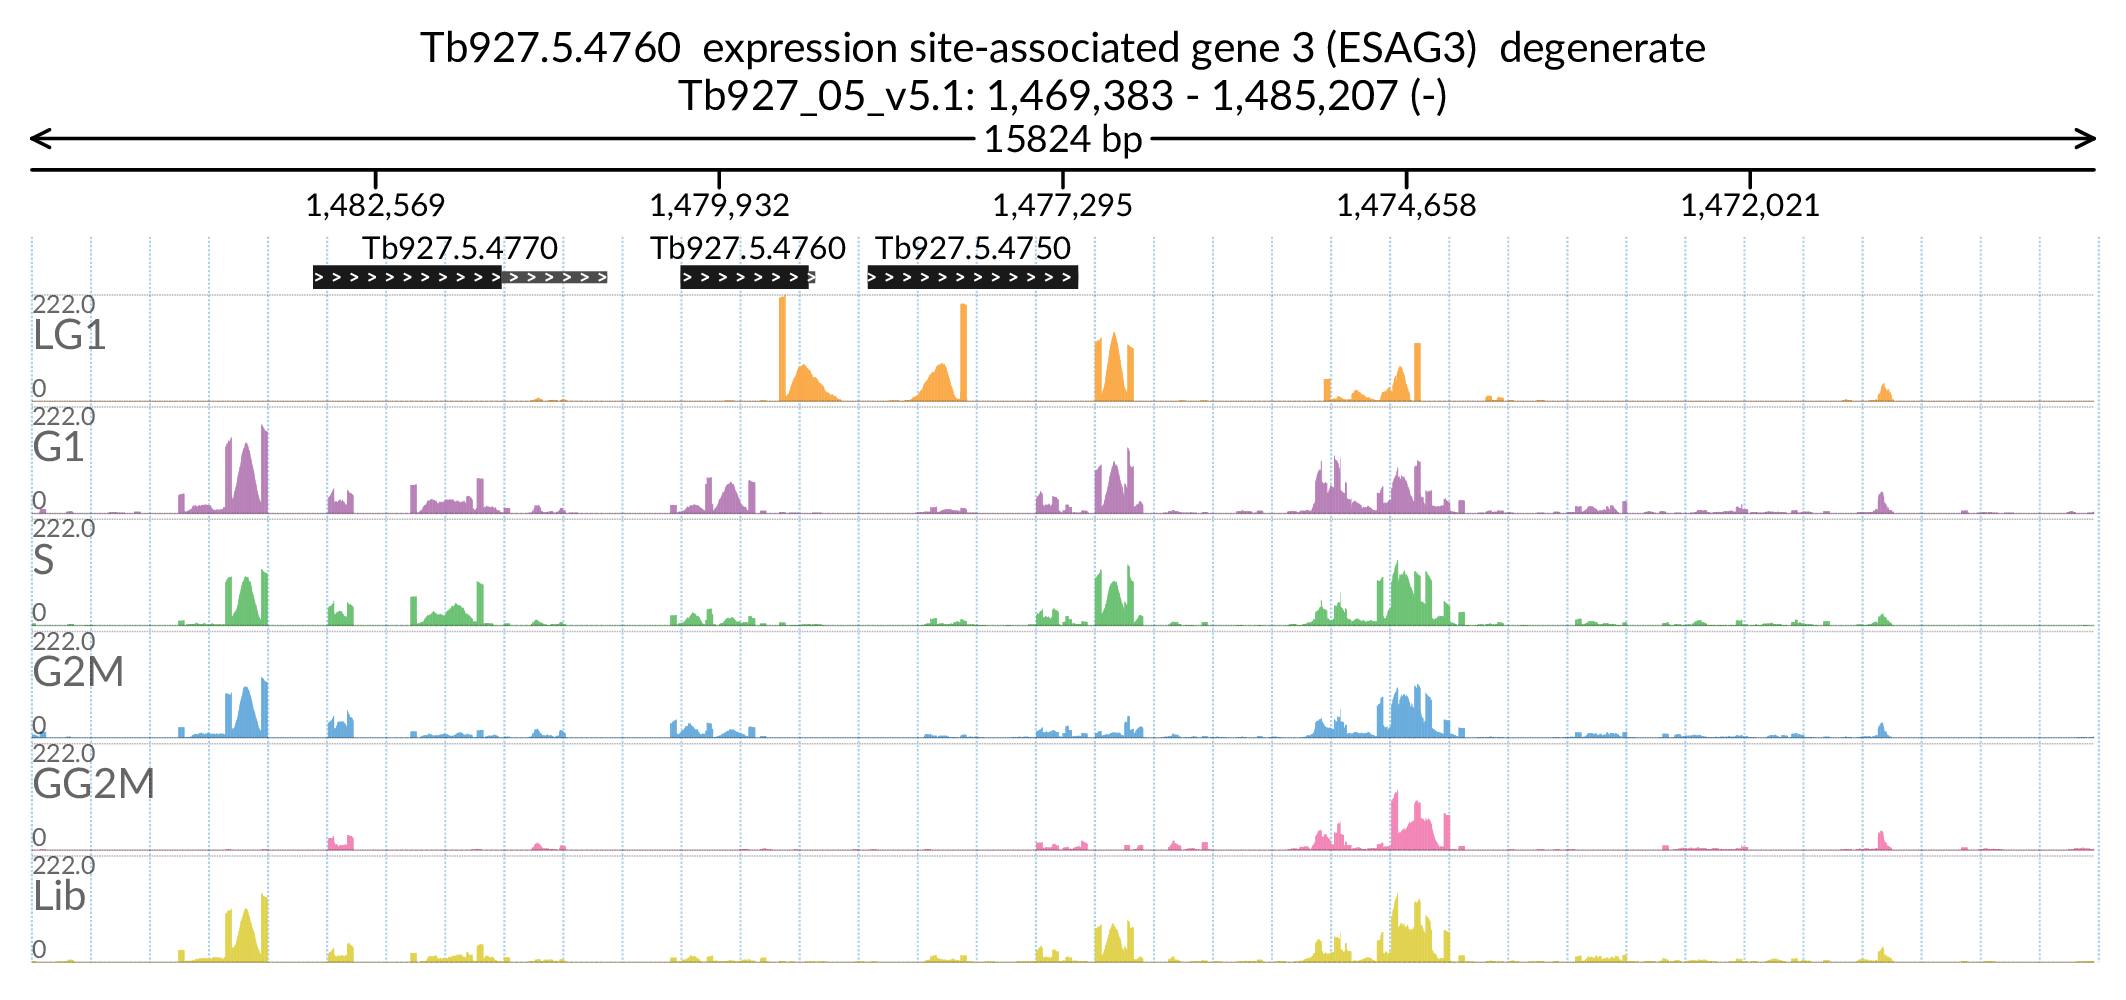 Tb927.5.4760 expression site-associated gene 3 (ESAG3) degenerate
Tb927_05_v5.1: 1,469,383 - 1,485,207 (-)
15824 bp
1,482,569 1,479,932 1,477,295 1,474,658 1,472,021
Tb927.5.4770 Tb927.5.4760 Tb927.5.4750
222.0
LG1
0
222.0
G1
0
222.0
S
0
222.0
G2M
0
222.0
GG2M
0
222.0
Lib
0